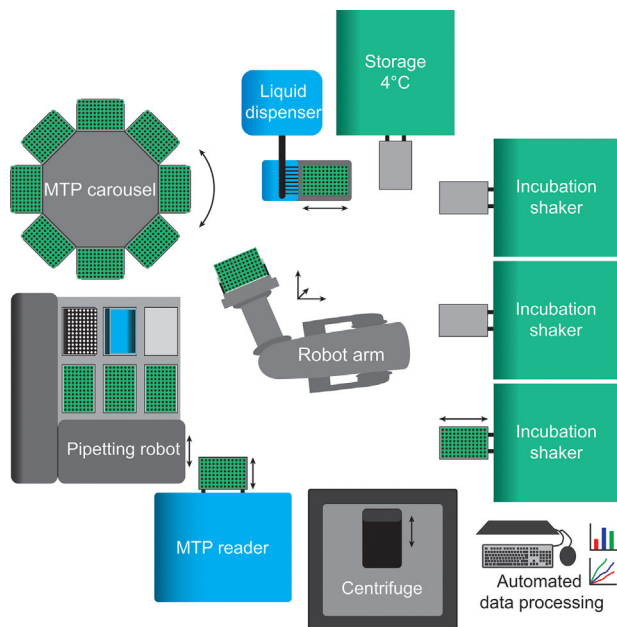 Storage
4°C
Liquid
dispenser
MTP carousel
Incubation
shaker
Incubation
shaker
Robot arm
Incubation
shaker
Pipetting robot
MTP reader
Centrifuge
Automated
data processing